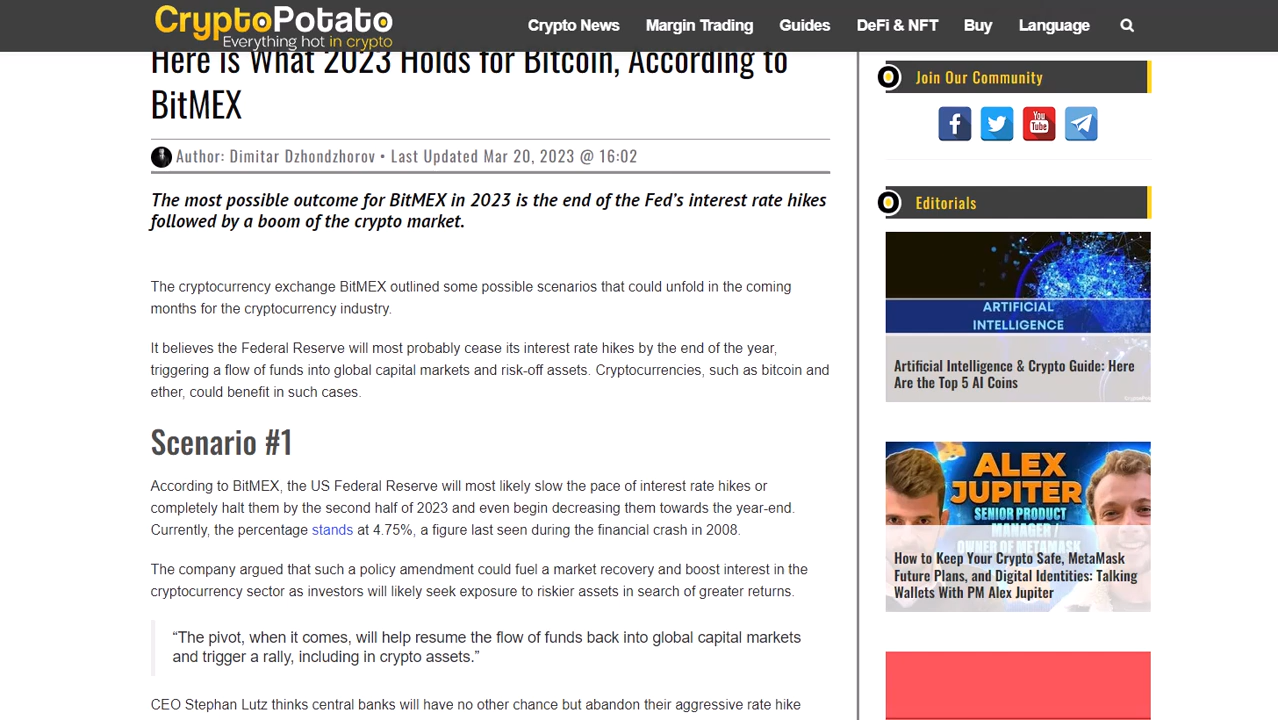 CryptoPotato
Everything hot in crypto
Crypto News Margin Trading Guides DeFi & NFT Buy Language
Here is What 2023 Holds for Bitcoin, According to
BitMEX
Author: Dimitar Dzhondzhorov • Last Updated Mar 20, 2023 @ 16:02
The most possible outcome for BitMEX in 2023 is the end of the Fed’s interest rate hikes
followed by a boom of the crypto market.
The cryptocurrency exchange BitMEX outlined some possible scenarios that could unfold in the coming
months for the cryptocurrency industry.
It believes the Federal Reserve will most probably cease its interest rate hikes by the end of the year,
triggering a flow of funds into global capital markets and risk-off assets. Cryptocurrencies, such as bitcoin and
ether, could benefit in such cases.
Scenario #1
According to BitMEX, the US Federal Reserve will most likely slow the pace of interest rate hikes or
completely halt them by the second half of 2023 and even begin decreasing them towards the year-end.
Currently, the percentage stands at 4.75%, a figure last seen during the financial crash in 2008.
The company argued that such a policy amendment could fuel a market recovery and boost interest in the
cryptocurrency sector as investors will likely seek exposure to riskier assets in search of greater returns.
“The pivot, when it comes, will help resume the flow of funds back into global capital markets
and trigger a rally, including in crypto assets.”
CEO Stephan Lutz thinks central banks will have no other chance but abandon their aggressive rate hike
Join Our Community
You
Tube
Editorials
ARTIFICIAL
INTELLIGENCE
Artificial Intelligence & Crypto Guide: Here
Are the Top 5 AI Coins
CryptoPotato
ALEX
JUPITER
SENIOR PRODUCT
MANAGER /
OWNER OF METAMASK
How to Keep Your Crypto Safe, MetaMask
Future Plans, and Digital Identities: Talking
Wallets With PM Alex Jupiter